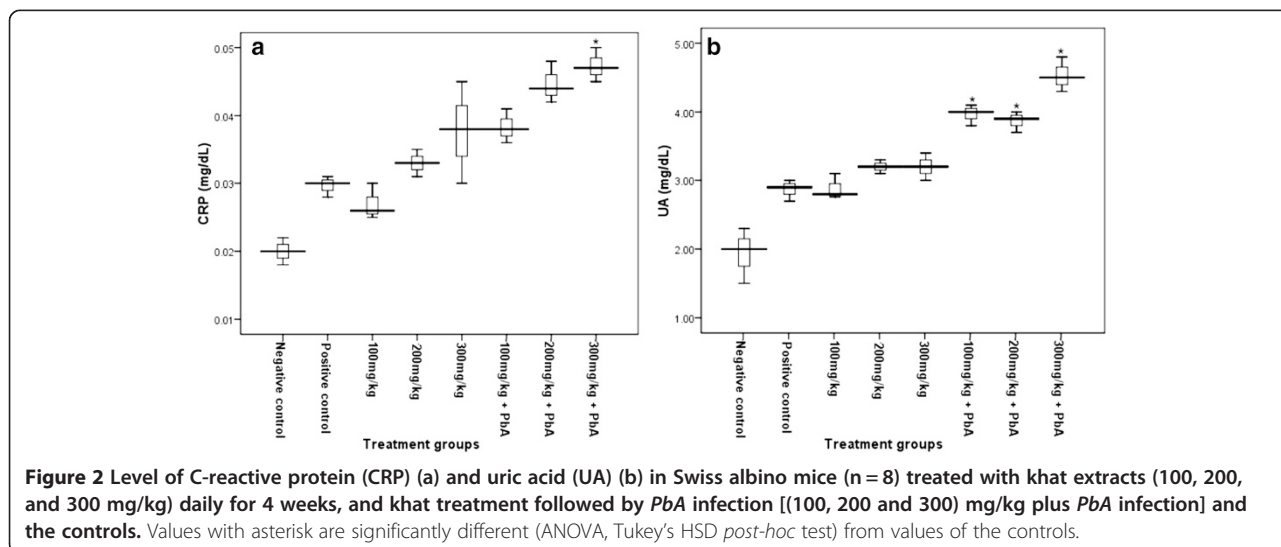 a
*
0.05
0.04
0.03
0.02
0.01
CRP (mg/dL)
Negative control
Positive control
100mg/kg
200mg/kg
300mg/kg
100mg/kg + PbA
200mg/kg + PbA
300mg/kg + PbA
Treatment groups
b
*
*
*
5.00
4.00
3.00
2.00
1.00
UA (mg/dL)
Negative control
Positive control
100mg/kg
200mg/kg
300mg/kg
100mg/kg + PbA
200mg/kg + PbA
300mg/kg + PbA
Treatment groups
Figure 2 Level of C-reactive protein (CRP) (a) and uric acid (UA) (b) in Swiss albino mice (n = 8) treated with khat extracts (100, 200,
and 300 mg/kg) daily for 4 weeks, and khat treatment followed by PbA infection [(100, 200 and 300) mg/kg plus PbA infection] and
the controls. Values with asterisk are significantly different (ANOVA, Tukey's HSD post-hoc test) from values of the controls.